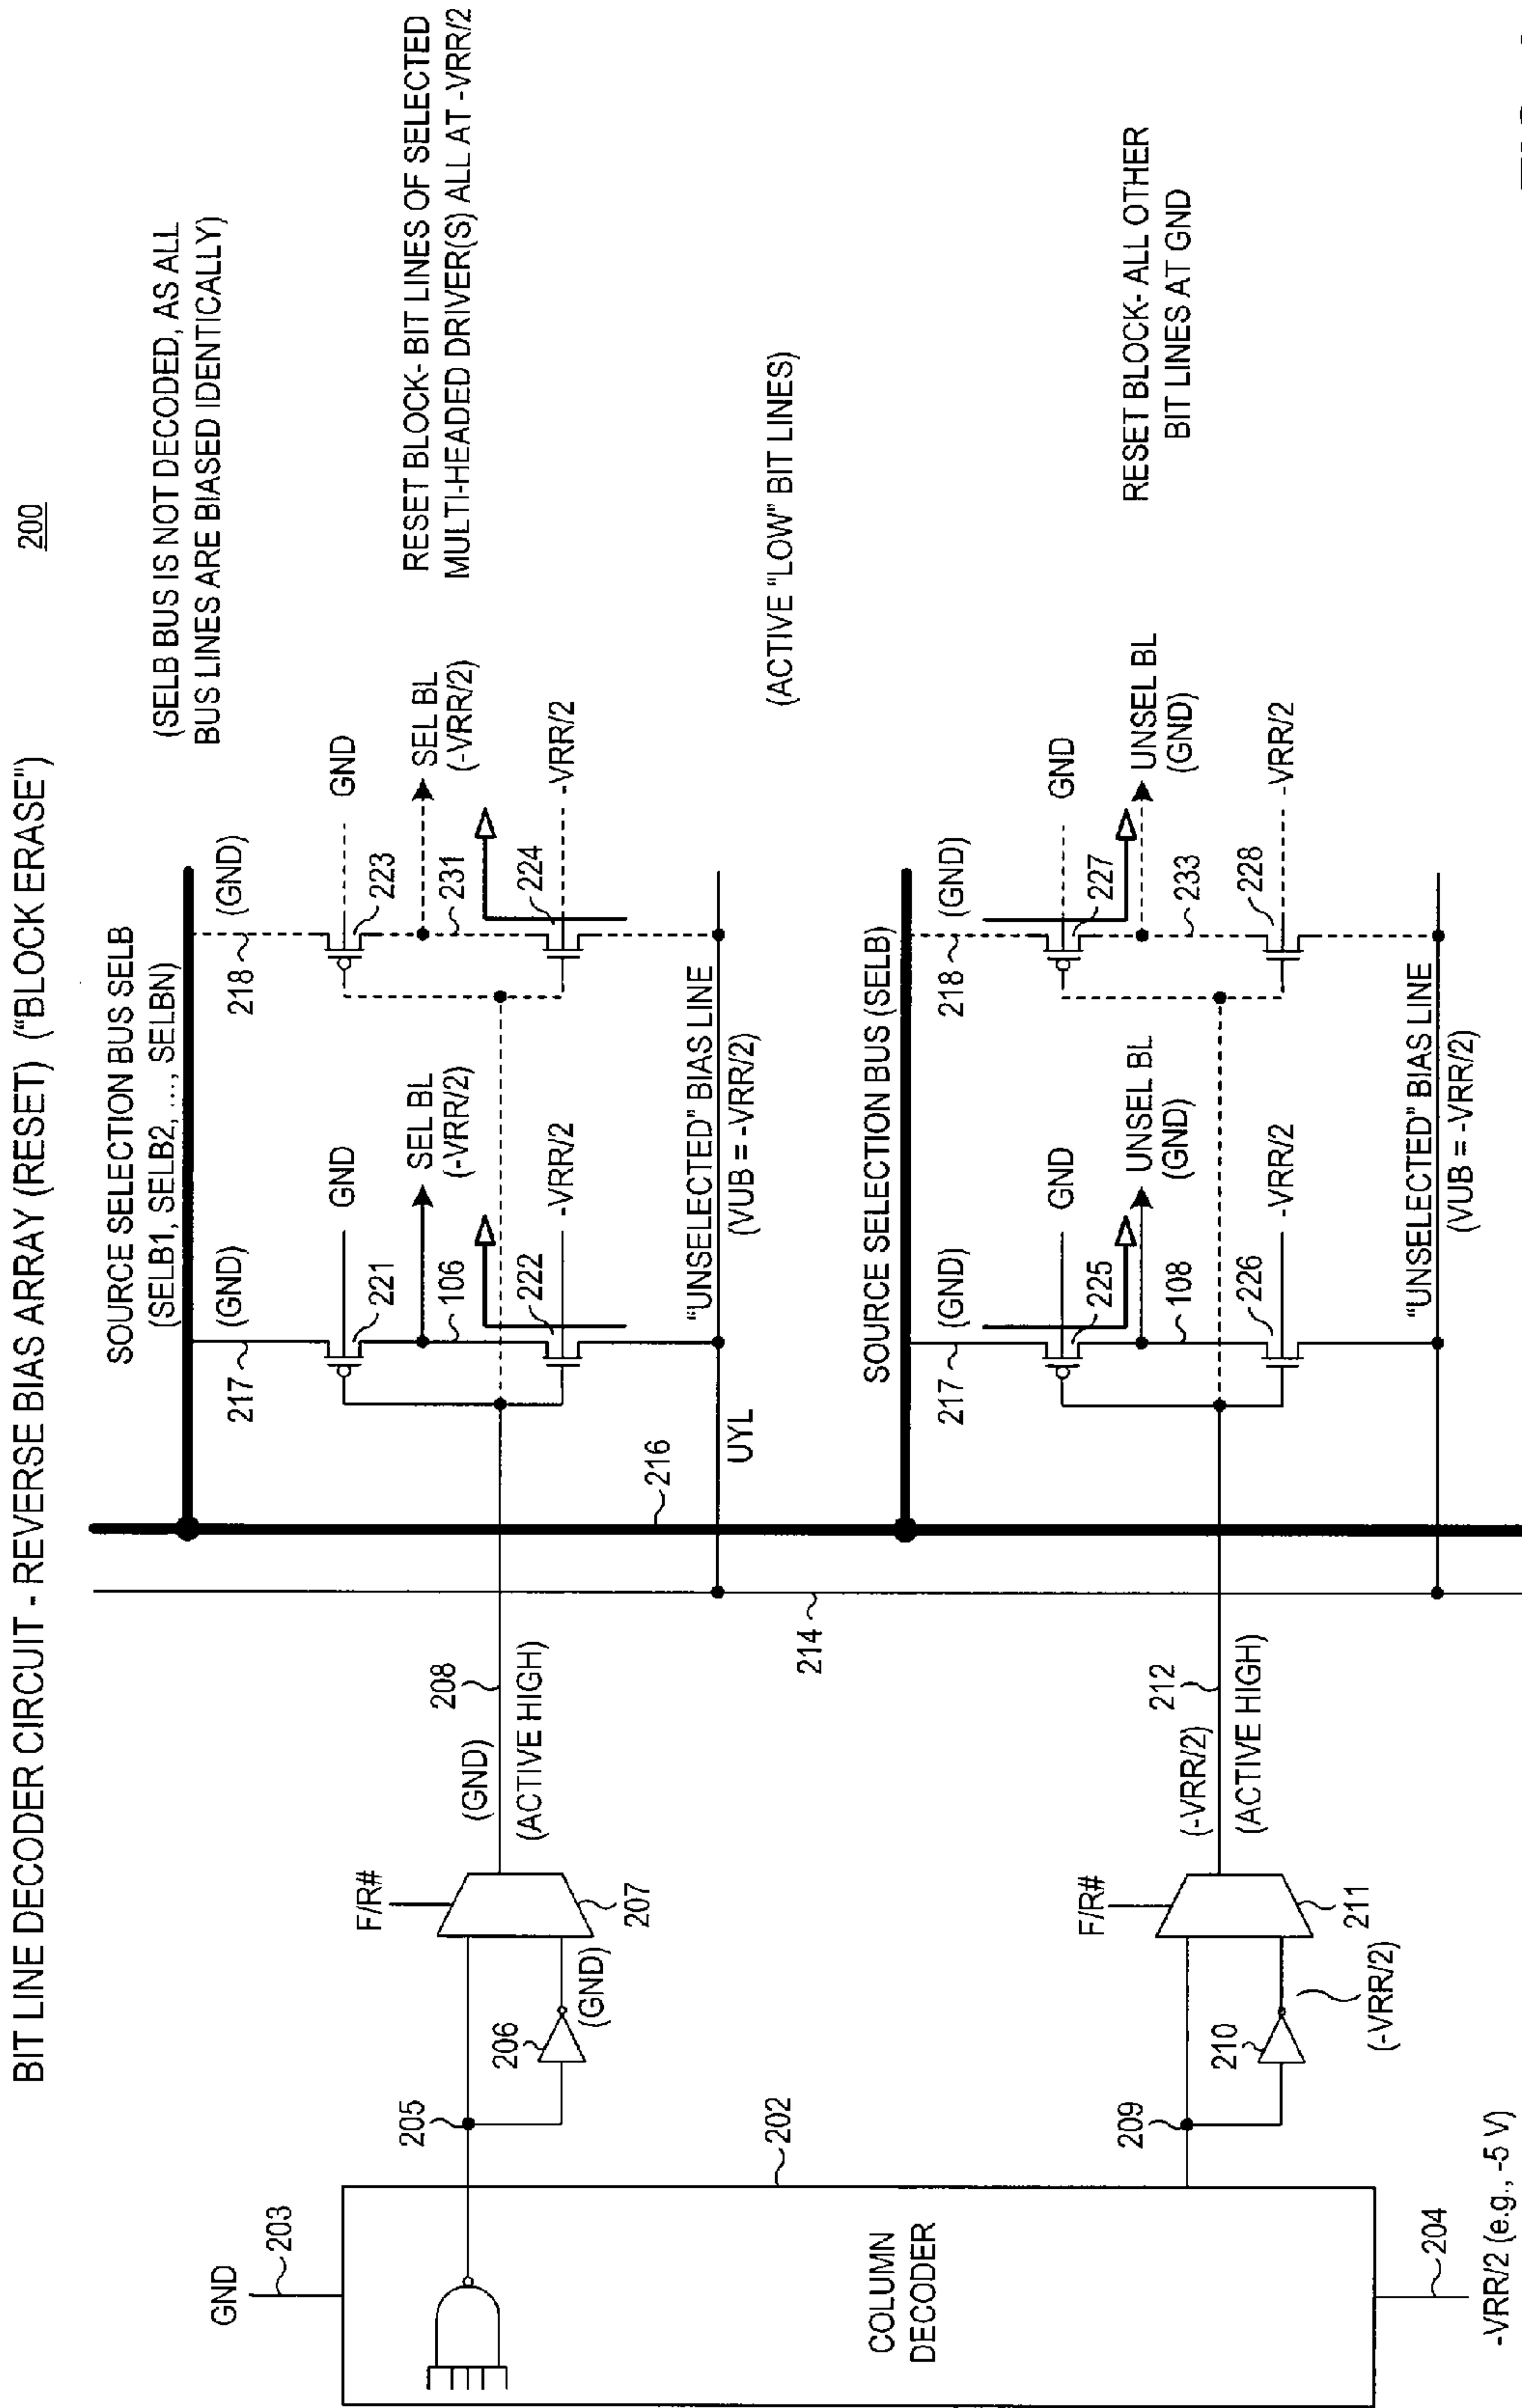 BIT LINE DECODER CIRCUIT - REVERSE BIAS ARRAY (RESET) ("BLOCK ERASE")
200
SOURCE SELECTION BUS SELB
(SELB1, SELB2, ..., SELBN)
(SELB BUS IS NOT DECODED, AS ALL
BUS LINES ARE BIASED IDENTICALLY)
217
(GND)
218
(GND)
GND
203
221
GND
223
GND
RESET BLOCK- BIT LINES OF SELECTED
MULTI-HEADED DRIVER(S) ALL AT -VRR/2
F/R#
205
206
(GND)
207
208
(GND)
(ACTIVE HIGH)
106
SEL BL
(-VRR/2)
231
SEL BL
(-VRR/2)
222
-VRR/2
224
-VRR/2
216
UYL
"UNSELECTED" BIAS LINE
(VUB = -VRR/2)
(ACTIVE "LOW" BIT LINES)
202
214
COLUMN
DECODER
SOURCE SELECTION BUS (SELB)
217
(GND)
218
(GND)
225
GND
227
GND
F/R#
209
210
(-VRR/2)
211
212
(-VRR/2)
(ACTIVE HIGH)
108
UNSEL BL
(GND)
233
UNSEL BL
(GND)
RESET BLOCK- ALL OTHER
BIT LINES AT GND
226
-VRR/2
228
-VRR/2
204
-VRR/2 (e.g., -5 V)
"UNSELECTED" BIAS LINE
(VUB = -VRR/2)